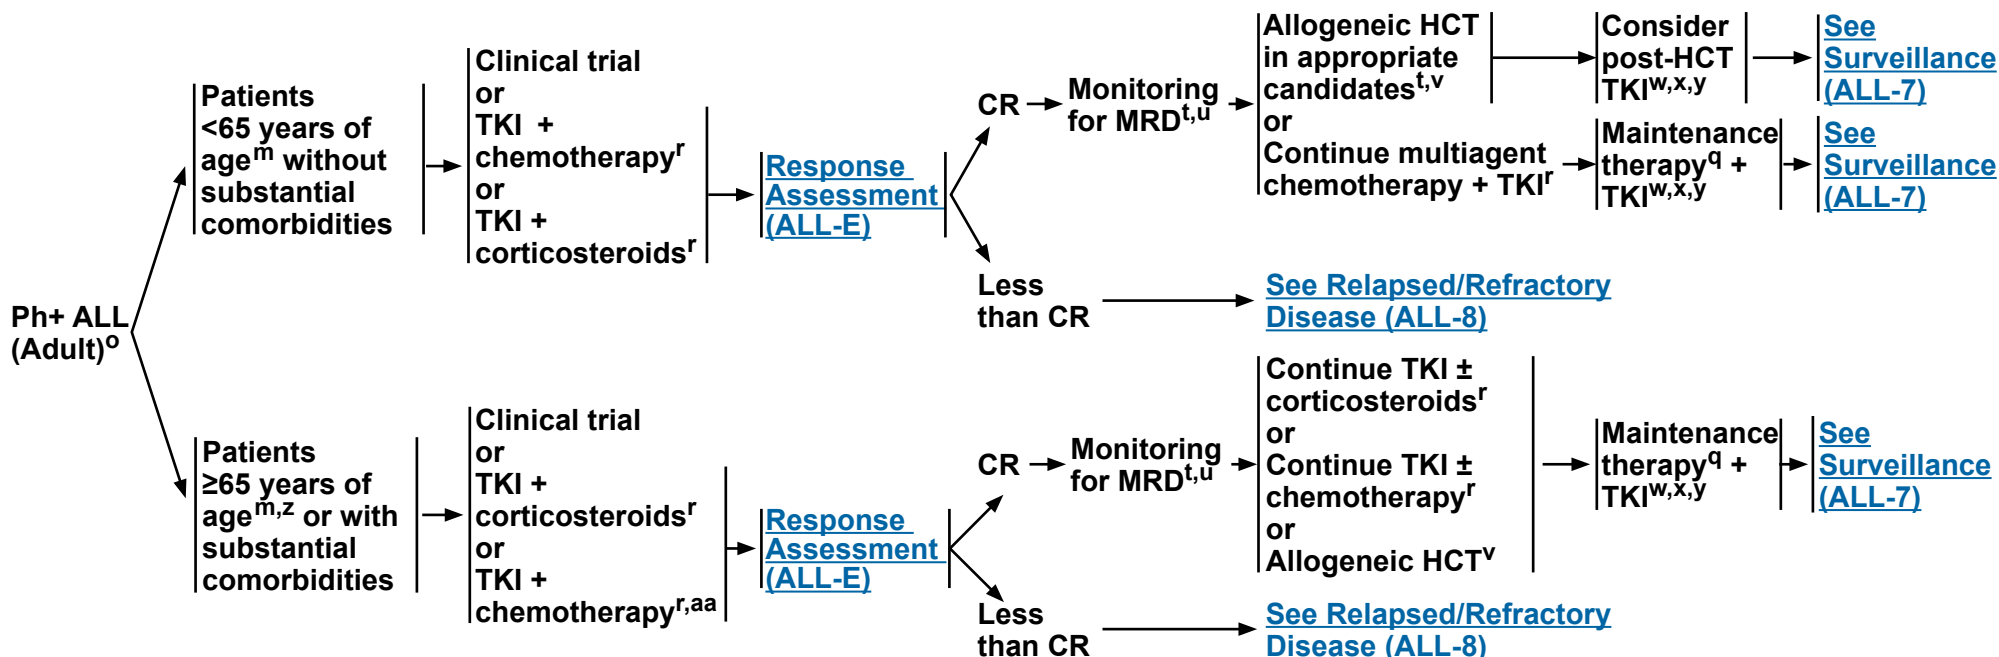 Ph+ ALL
(Adult)o
Patients
<65 years of
agem without
substantial
comorbidities
Clinical trial
or
TKI +
chemotherapyr
or
TKI +
corticosteroidsr
Response
Assessment
(ALL-E)
CR
Monitoring
for MRDt,u
Allogeneic HCT
in appropriate
candidatest,v
or
Continue multiagent
chemotherapy + TKIr
Consider
post-HCT
TKIw,x,y
See
Surveillance
(ALL-7)
Maintenance
therapyq +
TKIw,x,y
See
Surveillance
(ALL-7)
Less
than CR
See Relapsed/Refractory
Disease (ALL-8)
Patients
≥65 years of
agem,z or with
substantial
comorbidities
Clinical trial
or
TKI +
corticosteroidsr
or
TKI +
chemotherapyr,aa
Response
Assessment
(ALL-E)
CR
Monitoring
for MRDt,u
Continue TKI ±
corticosteroidsr
or
Continue TKI ±
chemotherapyr
or
Allogeneic HCTv
Maintenance
therapyq +
TKIw,x,y
See
Surveillance
(ALL-7)
Less
than CR
See Relapsed/Refractory
Disease (ALL-8)